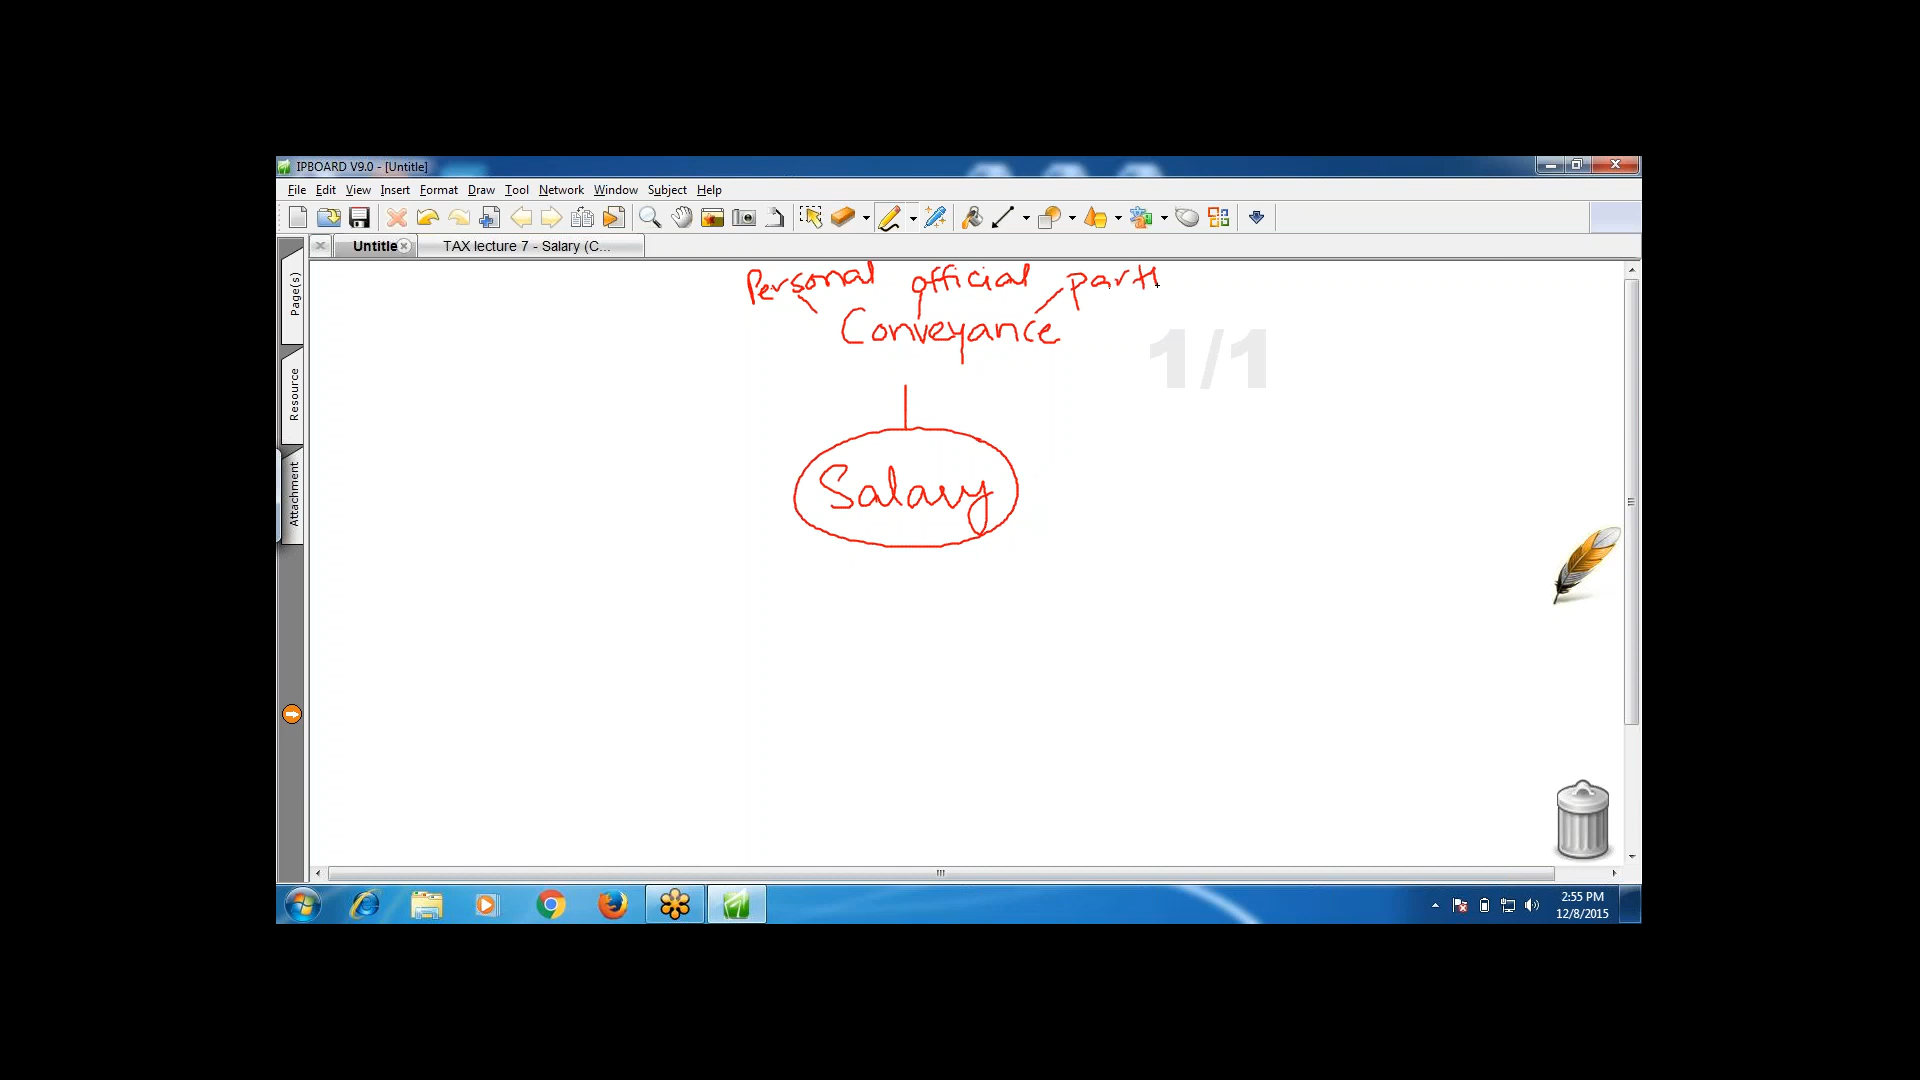 IPBOARD V9.0 - [Untitle]
File Edit View Insert Format Draw Tool Network Window Subject Help
Untitle TAX lecture 7 - Salary (C...
Page(s)
Resource
Attachment
Personal official
Conveyance
1/1
Salary
2:55 PM
12/8/2015